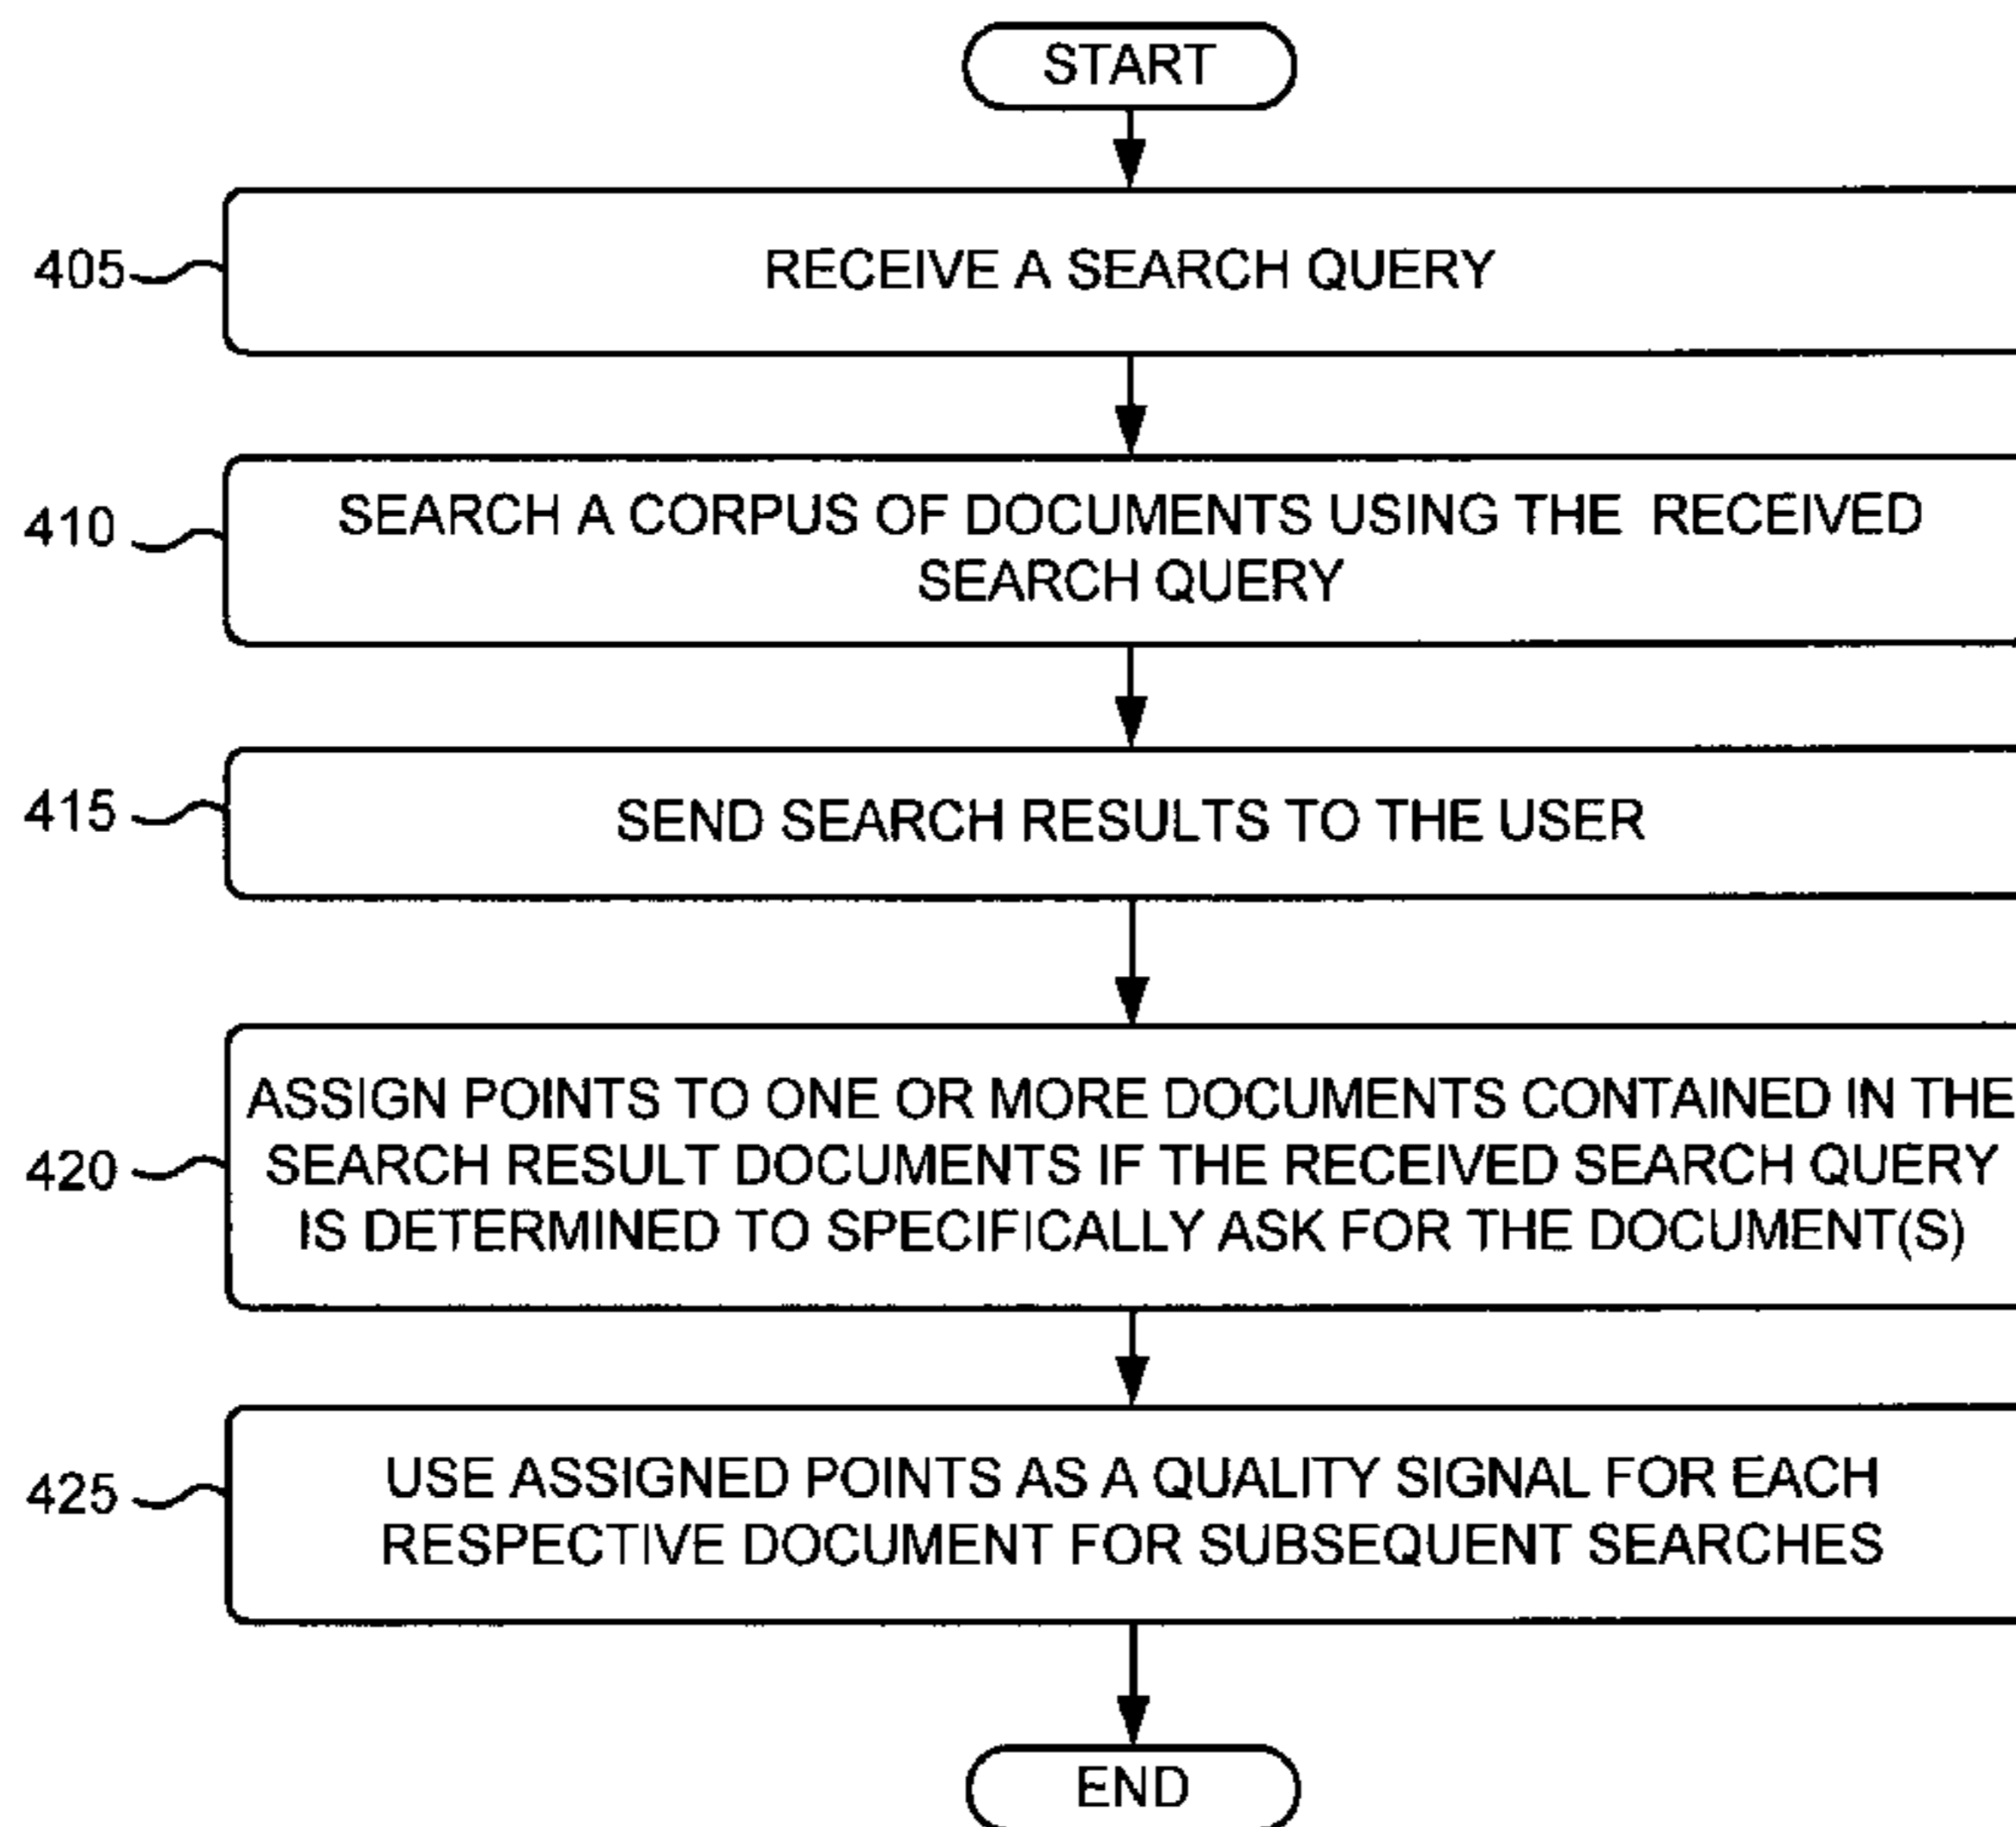 START
405
RECEIVE A SEARCH QUERY
410
SEARCH A CORPUS OF DOCUMENTS USING THE RECEIVED
SEARCH QUERY
415
SEND SEARCH RESULTS TO THE USER
420
ASSIGN POINTS TO ONE OR MORE DOCUMENTS CONTAINED IN THE
SEARCH RESULT DOCUMENTS IF THE RECEIVED SEARCH QUERY
IS DETERMINED TO SPECIFICALLY ASK FOR THE DOCUMENT(S)
425
USE ASSIGNED POINTS AS A QUALITY SIGNAL FOR EACH
RESPECTIVE DOCUMENT FOR SUBSEQUENT SEARCHES
END